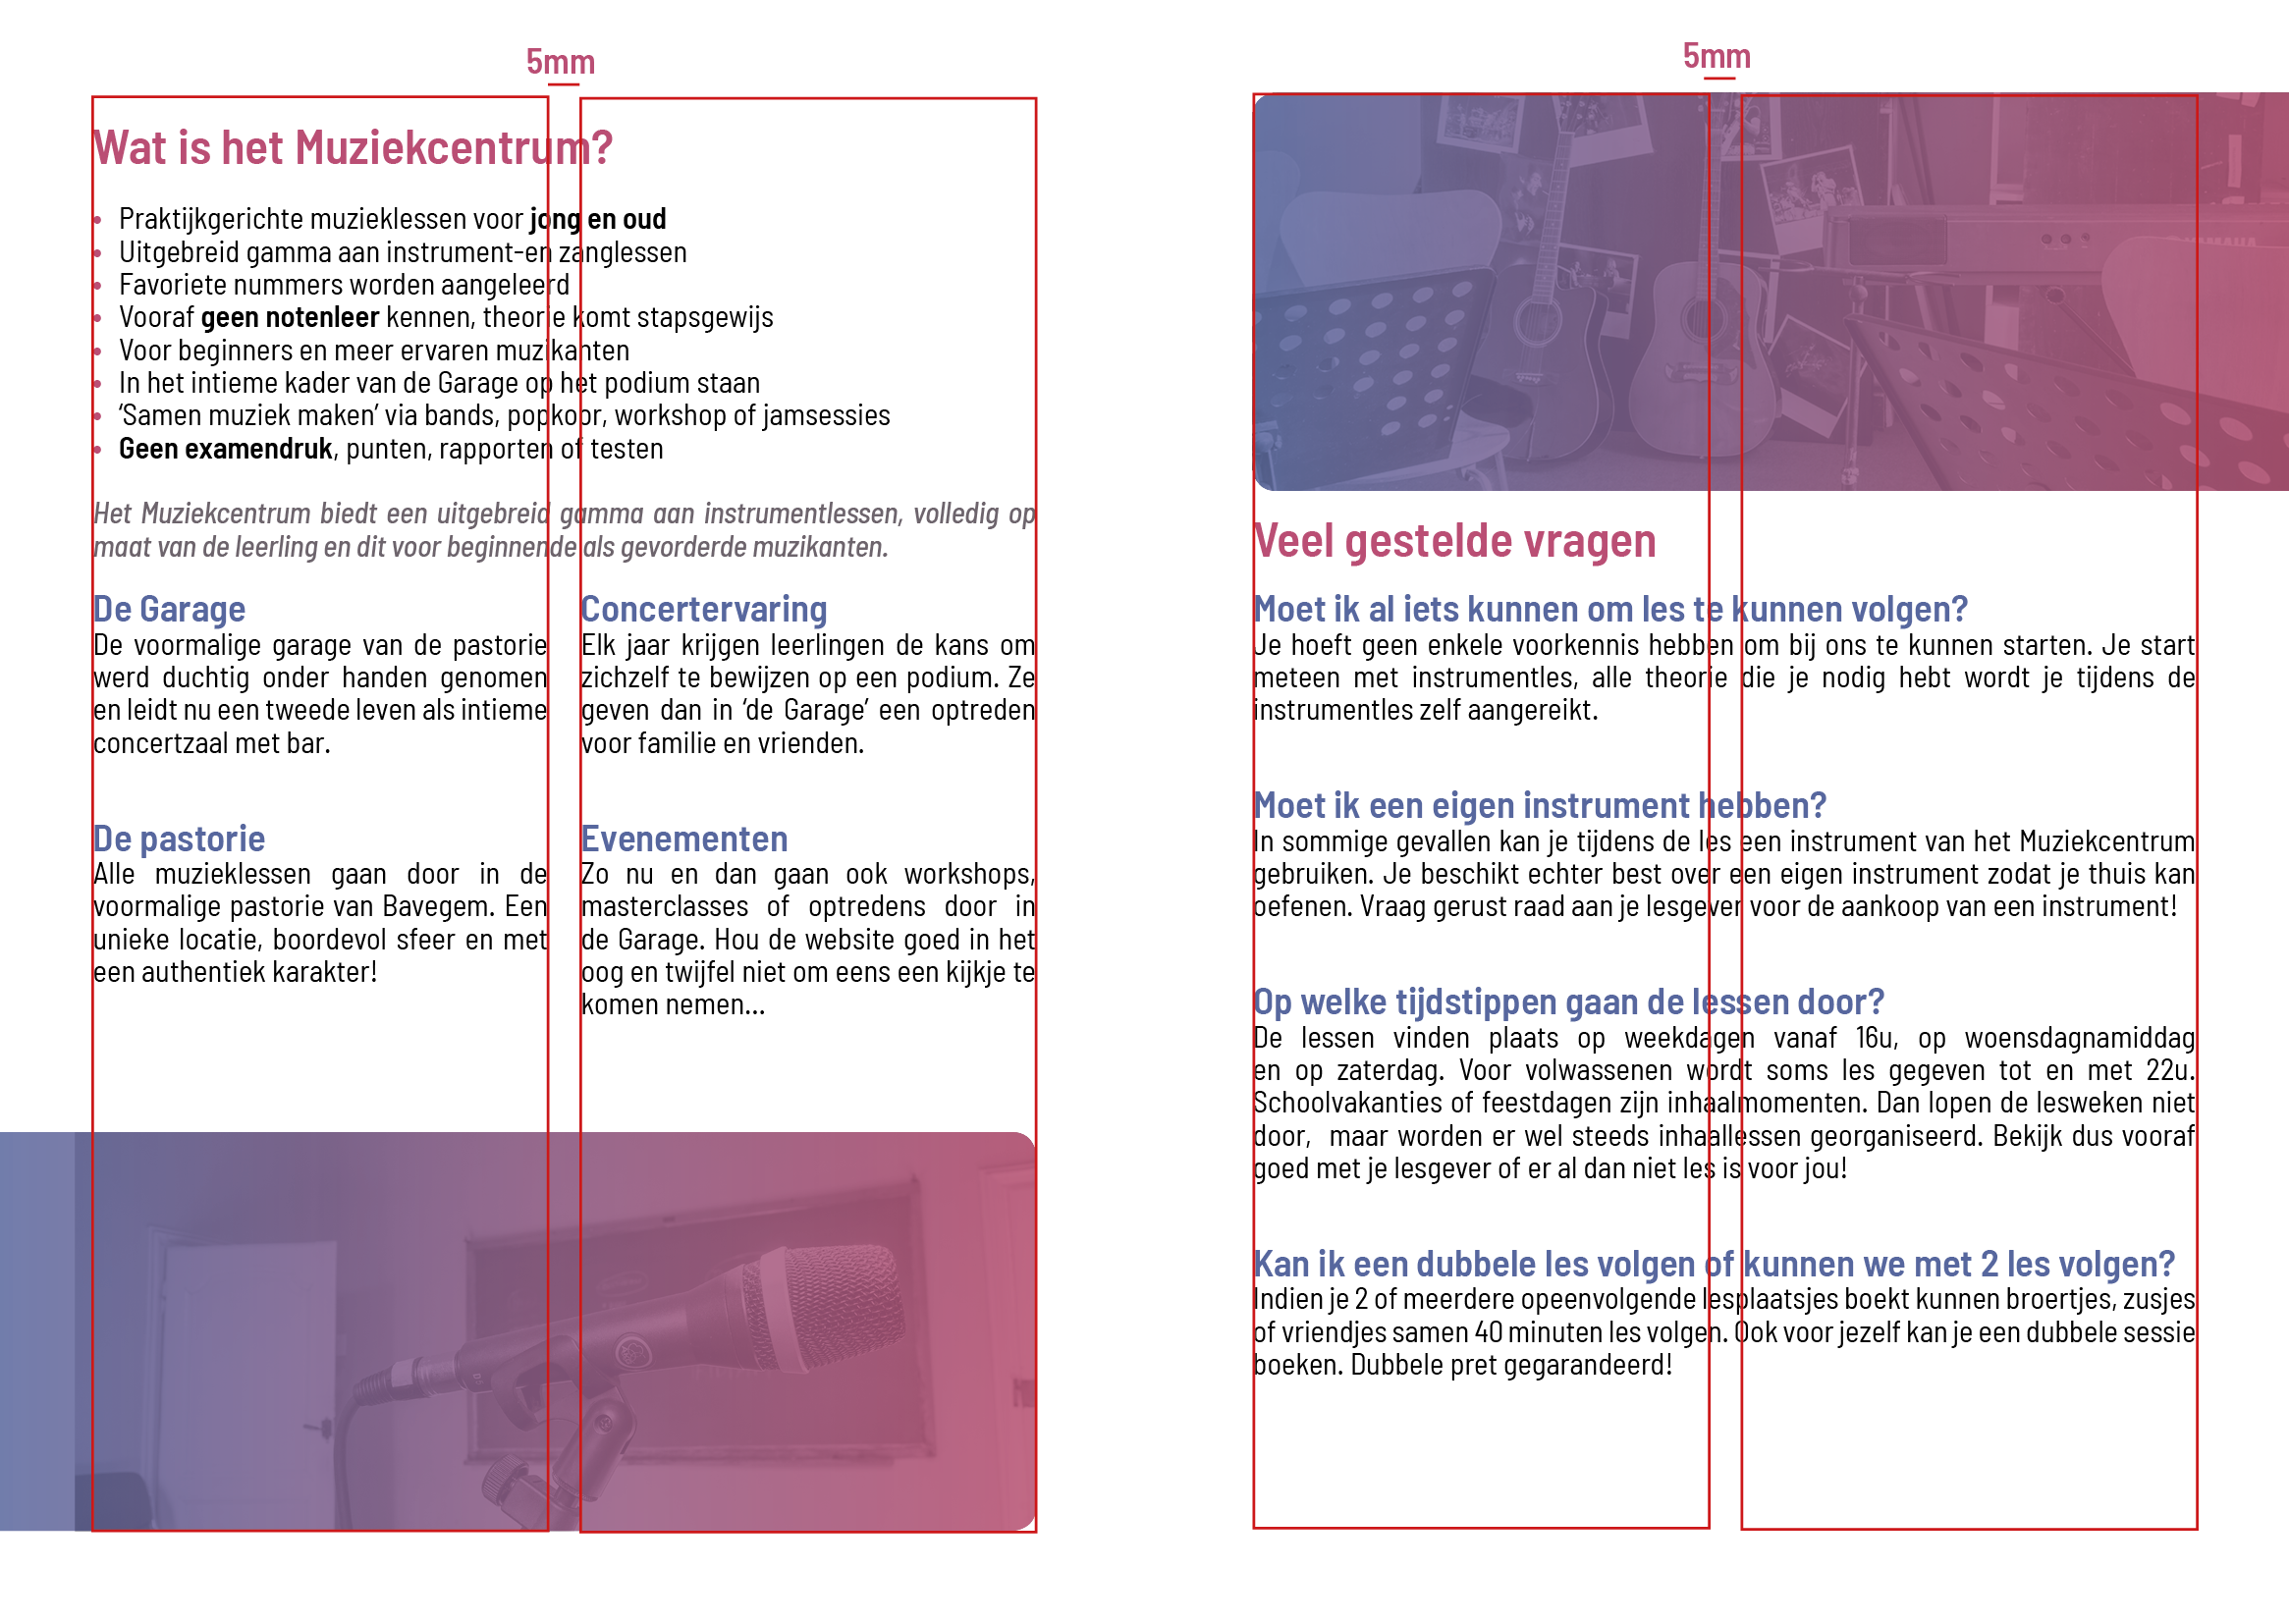 5mm
Wat is het Muziekcentrum?
• Praktijkgerichte muzieklessen voor jong en oud
• Uitgebreid gamma aan instrument-en zanglessen
• Favoriete nummers worden aangeleerd
• Vooraf geen notenleer kennen, theorie komt stapsgewijs
• Voor beginners en meer ervaren muzikanten
• In het intieme kader van de Garage op het podium staan
• ‘Samen muziek maken’ via bands, popkoor, workshop of jamsessies
• Geen examendruk, punten, rapporten of testen
Het Muziekcentrum biedt een uitgebreid gamma aan instrumentlessen, volledig op
maat van de leerling en dit voor beginnende als gevorderde muzikanten.
De Garage
De voormalige garage van de pastorie
werd duchtig onder handen genomen
en leidt nu een tweede leven als intieme
concertzaal met bar.
De pastorie
Alle muzieklessen gaan door in de
voormalige pastorie van Bavegem. Een
unieke locatie, boordevol sfeer en met
een authentiek karakter!
Concertervaring
Elk jaar krijgen leerlingen de kans om
zichzelf te bewijzen op een podium. Ze
geven dan in ‘de Garage’ een optreden
voor familie en vrienden.
Evenementen
Zo nu en dan gaan ook workshops,
masterclasses of optredens door in
de Garage. Hou de website goed in het
oog en twijfel niet om eens een kijkje te
komen nemen...
5mm
YAMAHA
Veel gestelde vragen
Moet ik al iets kunnen om les te kunnen volgen?
Je hoeft geen enkele voorkennis hebben om bij ons te kunnen starten. Je start
meteen met instrumentles, alle theorie die je nodig hebt wordt je tijdens de
instrumentles zelf aangereikt.
Moet ik een eigen instrument hebben?
In sommige gevallen kan je tijdens de les een instrument van het Muziekcentrum
gebruiken. Je beschikt echter best over een eigen instrument zodat je thuis kan
oefenen. Vraag gerust raad aan je lesgever voor de aankoop van een instrument!
Op welke tijdstippen gaan de lessen door?
De lessen vinden plaats op weekdagen vanaf 16u, op woensdagnamiddag
en op zaterdag. Voor volwassenen wordt soms les gegeven tot en met 22u.
Schoolvakanties of feestdagen zijn inhaalmomenten. Dan lopen de lesweken niet
door, maar worden er wel steeds inhaallessen georganiseerd. Bekijk dus vooraf
goed met je lesgever of er al dan niet les is voor jou!
Kan ik een dubbele les volgen of kunnen we met 2 les volgen?
Indien je 2 of meerdere opeenvolgende lesplaatsjes boekt kunnen broertjes, zusjes
of vriendjes samen 40 minuten les volgen. Ook voor jezelf kan je een dubbele sessie
boeken. Dubbele pret gegarandeerd!